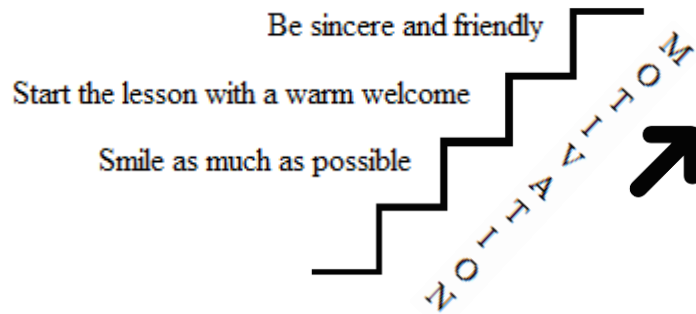 Be sincere and friendly
Start the lesson with a warm welcome
Smile as much as possible
MOTIVATION